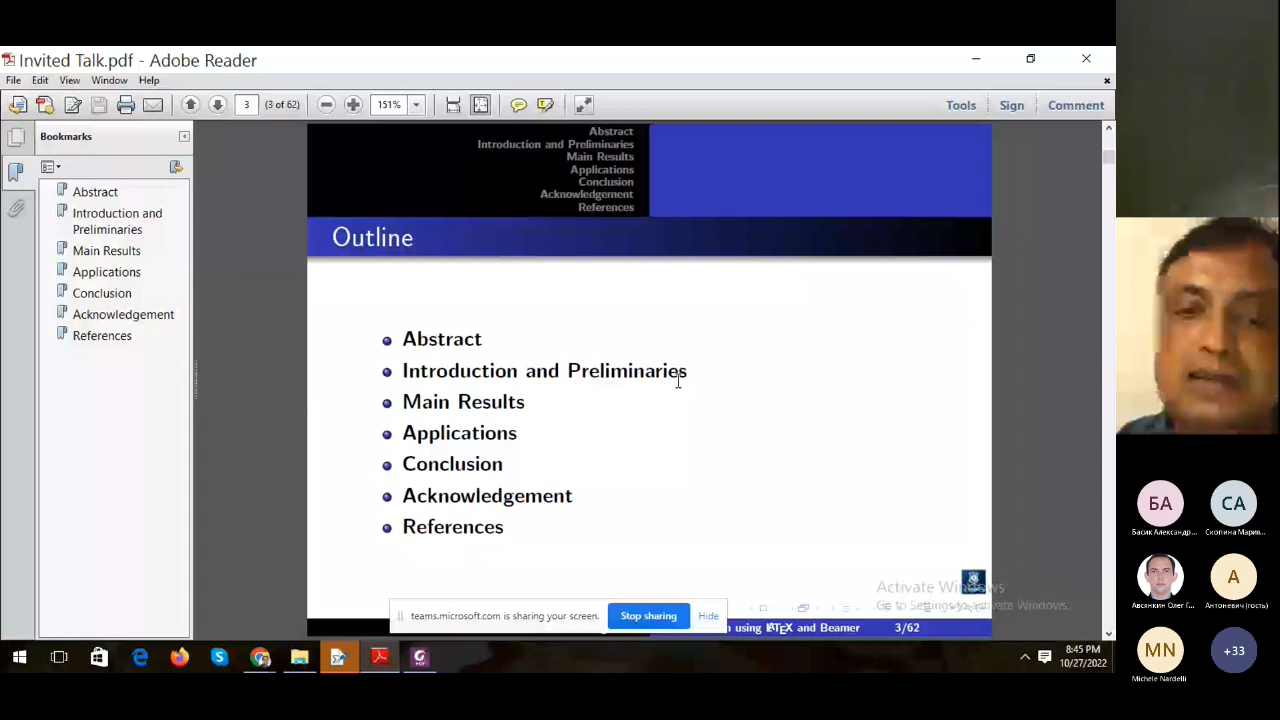 Invited Talk.pdf - Adobe Reader
File Edit View Window Help
3 (3 of 62) 151% Tools Sign Comment
Bookmarks
Abstract
Introduction and
Preliminaries
Main Results
Applications
Conclusion
Acknowledgement
References
Abstract
Introduction and Preliminaries
Main Results
Applications
Conclusion
Acknowledgement
References
Outline
Abstract
Introduction and Preliminaries
Main Results
Applications
Conclusion
Acknowledgement
References
Activate Windows
Go to Settings to activate Windows.
teams.microsoft.com is sharing your screen. Stop sharing Hide
using LATEX and Beamer 3/62
8:45 PM
10/27/2022
БА
Басик Александр...
СА
Скопина Мария...
Авсянкин Олег Г...
А
Антоневич (гость)
MN
Michele Nardelli
+33